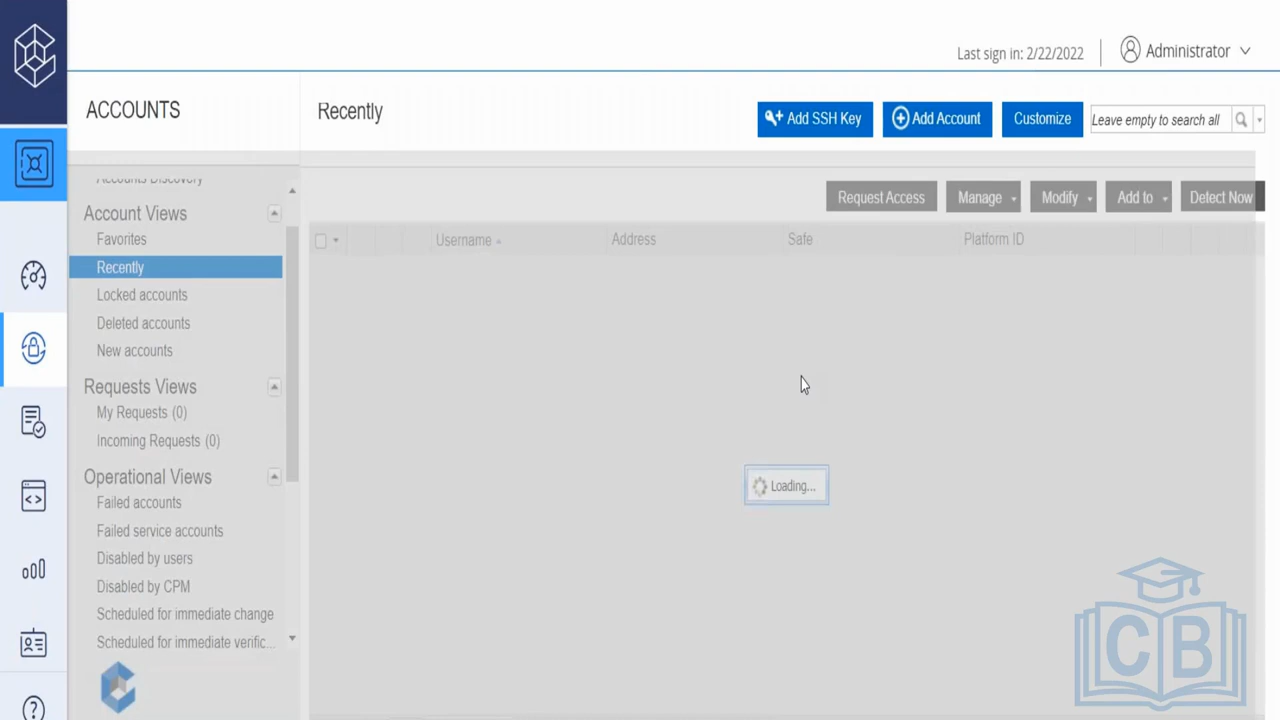 Last sign in: 2/22/2022
Administrator
ACCOUNTS
Recently
Add SSH Key
Add Account
Customize
Leave empty to search all
Accounts Discovery
Account Views
Favorites
Recently
Locked accounts
Deleted accounts
New accounts
Requests Views
My Requests (0)
Incoming Requests (0)
Operational Views
Failed accounts
Failed service accounts
Disabled by users
Disabled by CPM
Scheduled for immediate change
Scheduled for immediate verific...
Request Access
Manage
Modify
Add to
Detect Now
Username
Address
Safe
Platform ID
Loading...
CB